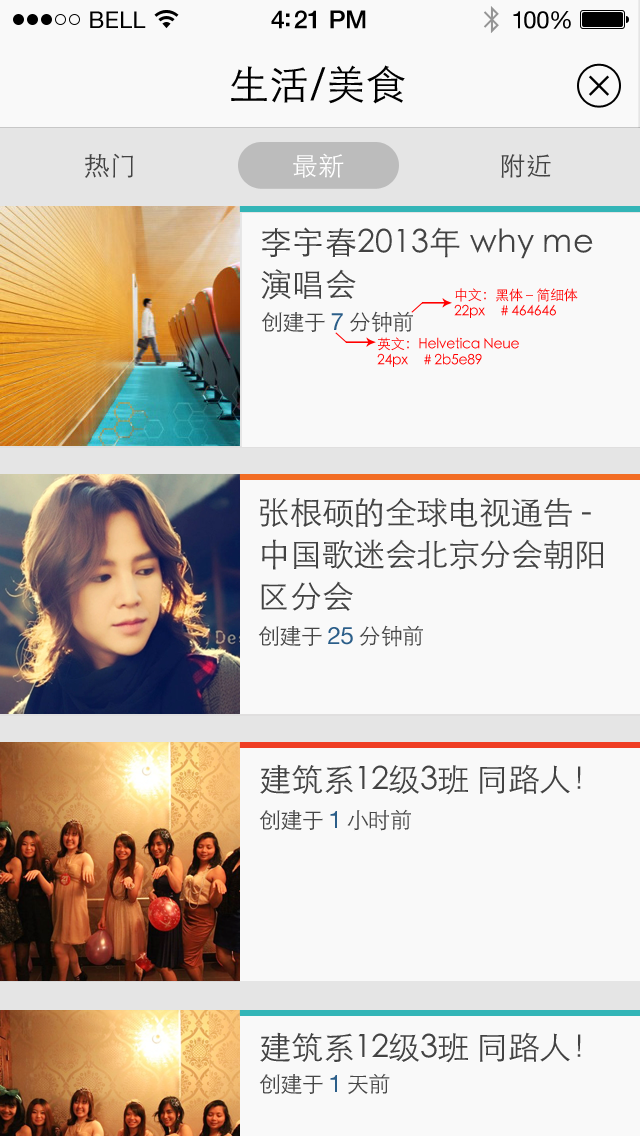 BELL 4:21 PM 100%
生活/美食
热门 最新 附近
李宇春2013年 why me
演唱会
中文：黑体 – 简细体
22px # 464646
创建于 7 分钟前
英文：Helvetica Neue
24px # 2b5e89
张根硕的全球电视通告 -
中国歌迷会北京分会朝阳
区分会
创建于 25 分钟前
建筑系12级3班 同路人！
创建于 1 小时前
建筑系12级3班 同路人！
创建于 1 天前